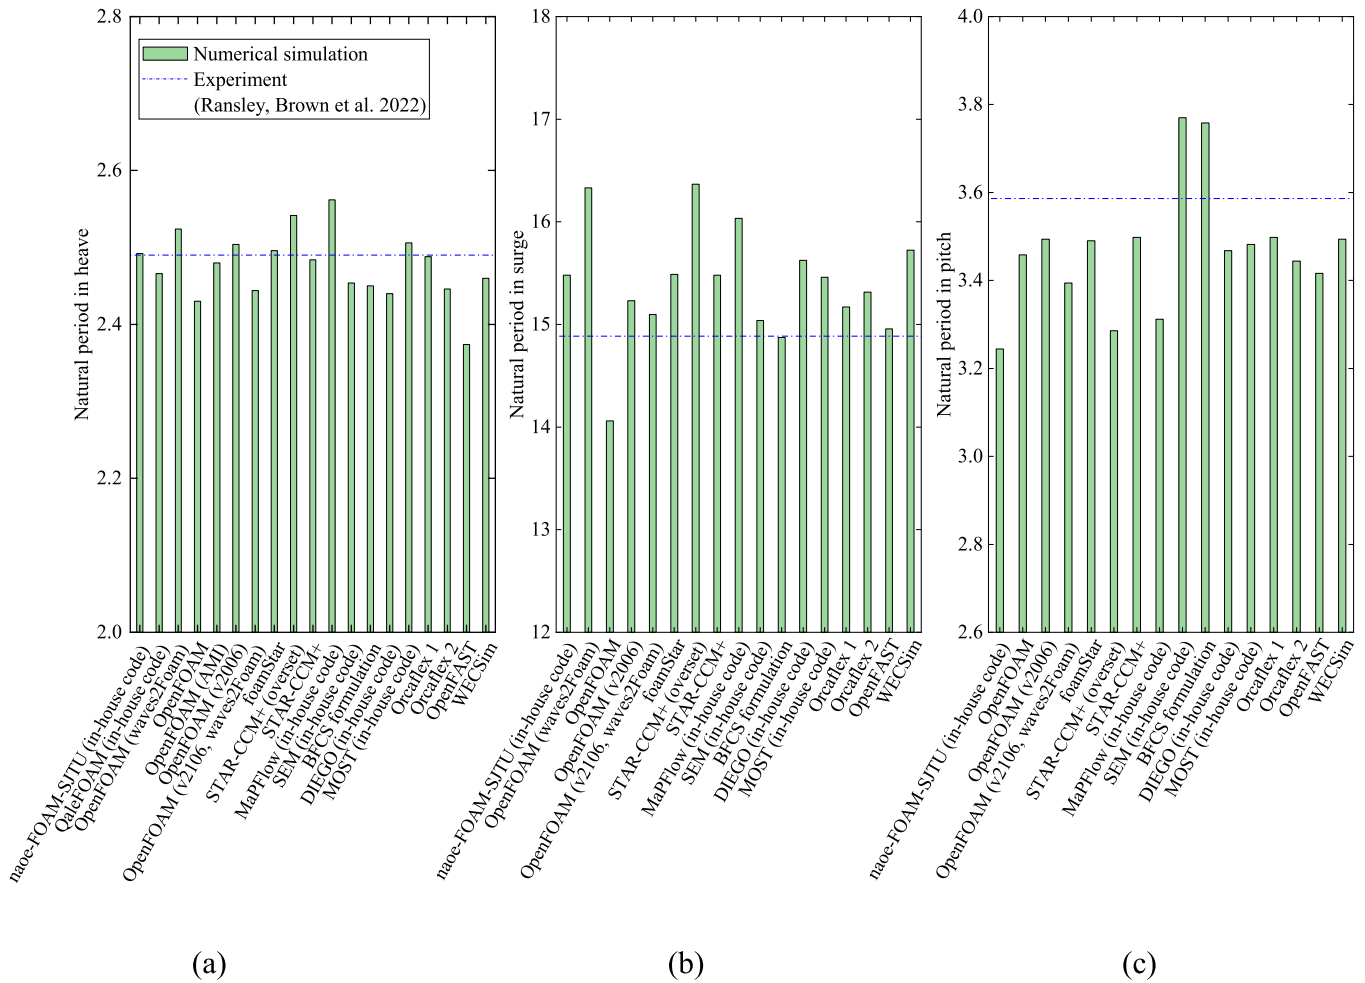 Numerical simulation
Experiment
(Ransley, Brown et al. 2022)
Natural period in heave
2.8
2.6
2.4
2.2
2.0
naoe-FOAM-SJTU (in-house code)
QaleFOAM (in-house code)
OpenFOAM (waves2Foam)
OpenFOAM
OpenFOAM (AMI)
OpenFOAM (v2006)
OpenFOAM (v2106, waves2Foam)
foamStar
STAR-CCM+ (overset)
STAR-CCM+
MaPFlow (in-house code)
SEM (in-house code)
BFCS formulation
DIEGO (in-house code)
MOST (in-house code)
Orcaflex 1
Orcaflex 2
OpenFAST
WECSim
(a)
Natural period in surge
18
17
16
15
14
13
12
naoe-FOAM-SJTU (in-house code)
OpenFOAM (waves2Foam)
OpenFOAM
OpenFOAM (v2006)
OpenFOAM (v2106, waves2Foam)
foamStar
STAR-CCM+ (overset)
STAR-CCM+
MaPFlow (in-house code)
SEM (in-house code)
BFCS formulation
DIEGO (in-house code)
MOST (in-house code)
Orcaflex 1
Orcaflex 2
OpenFAST
WECSim
(b)
Natural period in pitch
4.0
3.8
3.6
3.4
3.2
3.0
2.8
2.6
naoe-FOAM-SJTU (in-house code)
OpenFOAM
OpenFOAM (v2006)
OpenFOAM (v2106, waves2Foam)
foamStar
STAR-CCM+ (overset)
STAR-CCM+
MaPFlow (in-house code)
SEM (in-house code)
BFCS formulation
DIEGO (in-house code)
MOST (in-house code)
Orcaflex 1
Orcaflex 2
OpenFAST
WECSim
(c)